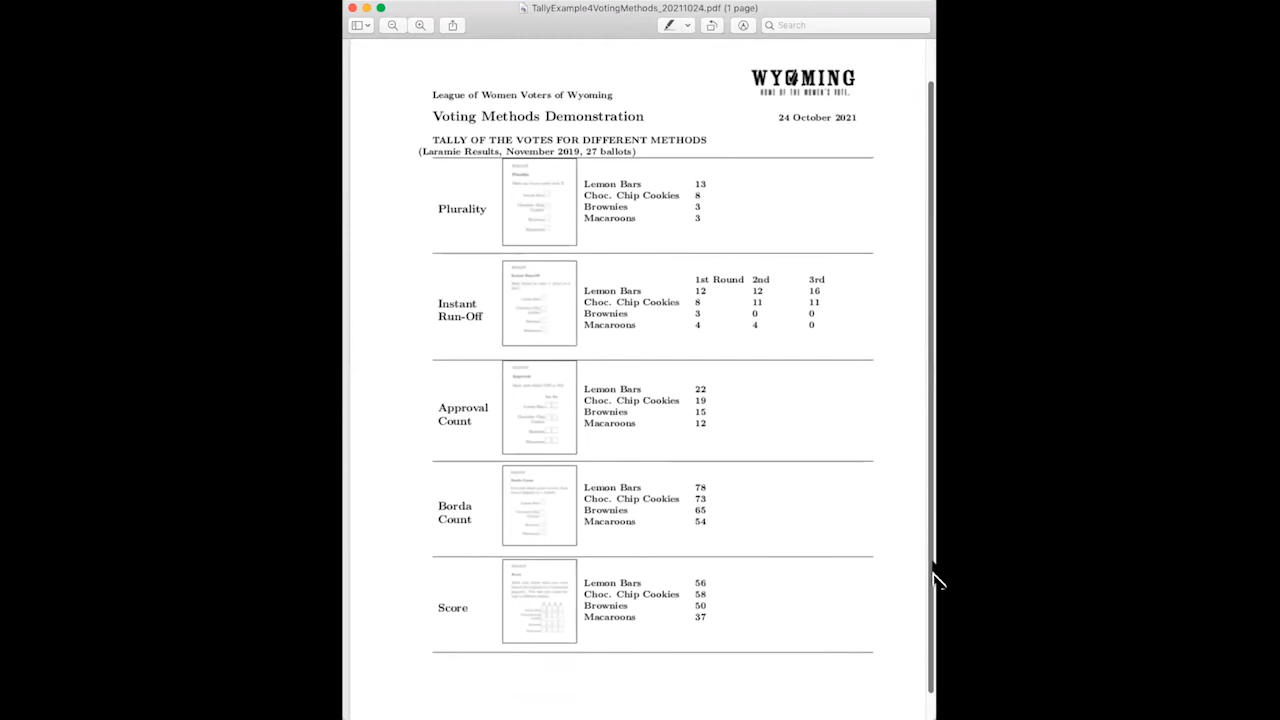 TallyExample4VotingMethods_20211024.pdf (1 page)
Search
WYOMING
HOME OF THE WOMEN'S VOTE.
League of Women Voters of Wyoming
Voting Methods Demonstration 24 October 2021
TALLY OF THE VOTES FOR DIFFERENT METHODS
(Laramie Results, November 2019, 27 ballots)
Plurality
Lemon Bars 13
Choc. Chip Cookies 8
Brownies 3
Macaroons 3
Instant
Run-Off
1st Round 2nd 3rd
Lemon Bars 12 12 16
Choc. Chip Cookies 8 11 11
Brownies 3 0 0
Macaroons 4 4 0
Approval
Count
Lemon Bars 22
Choc. Chip Cookies 19
Brownies 15
Macaroons 12
Borda
Count
Lemon Bars 78
Choc. Chip Cookies 73
Brownies 65
Macaroons 54
Score
Lemon Bars 56
Choc. Chip Cookies 58
Brownies 50
Macaroons 37